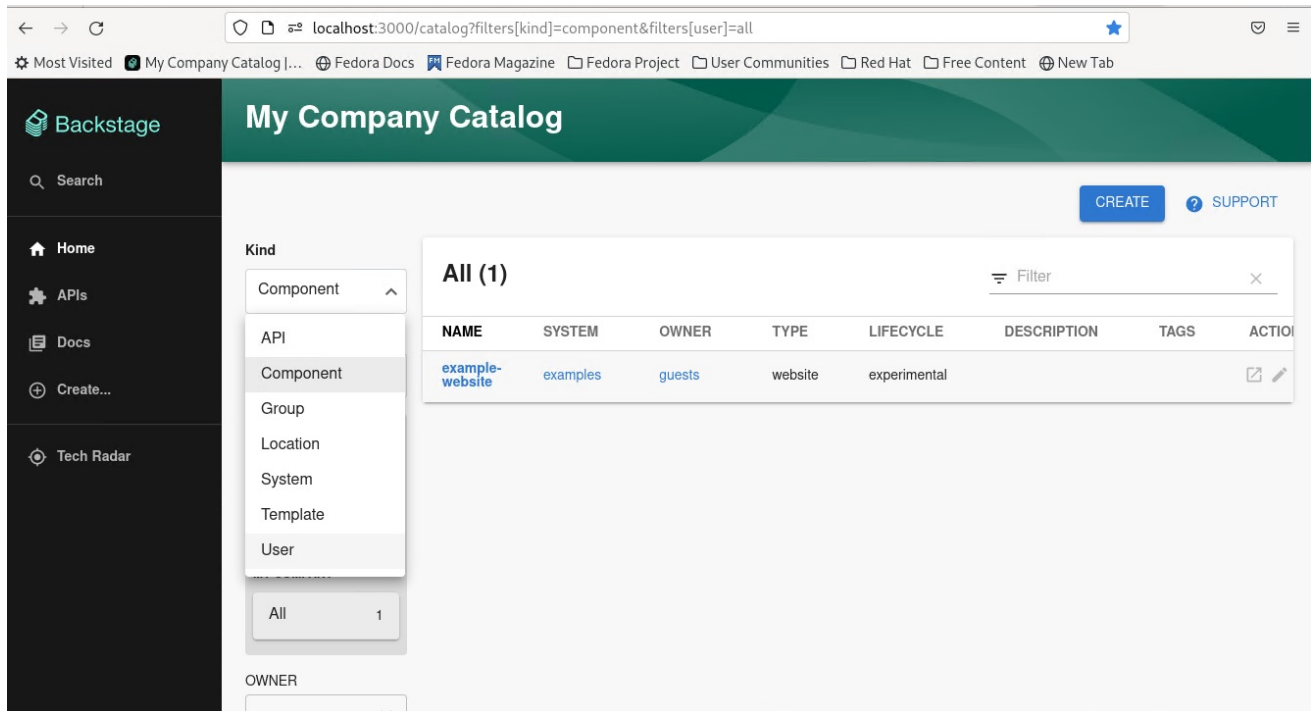 localhost:3000/catalog?filters[kind]=component&filters[user]=all
Most Visited My Company Catalog |... Fedora Docs Fedora Magazine Fedora Project User Communities Red Hat Free Content New Tab
Backstage
Search
Home
APIs
Docs
Create...
Tech Radar
My Company Catalog
CREATE
SUPPORT
Kind
Component
API
Component
Group
Location
System
Template
User
All 1
OWNER
All (1)
Filter
NAME SYSTEM OWNER TYPE LIFECYCLE DESCRIPTION TAGS ACTIO
example-
website examples guests website experimental